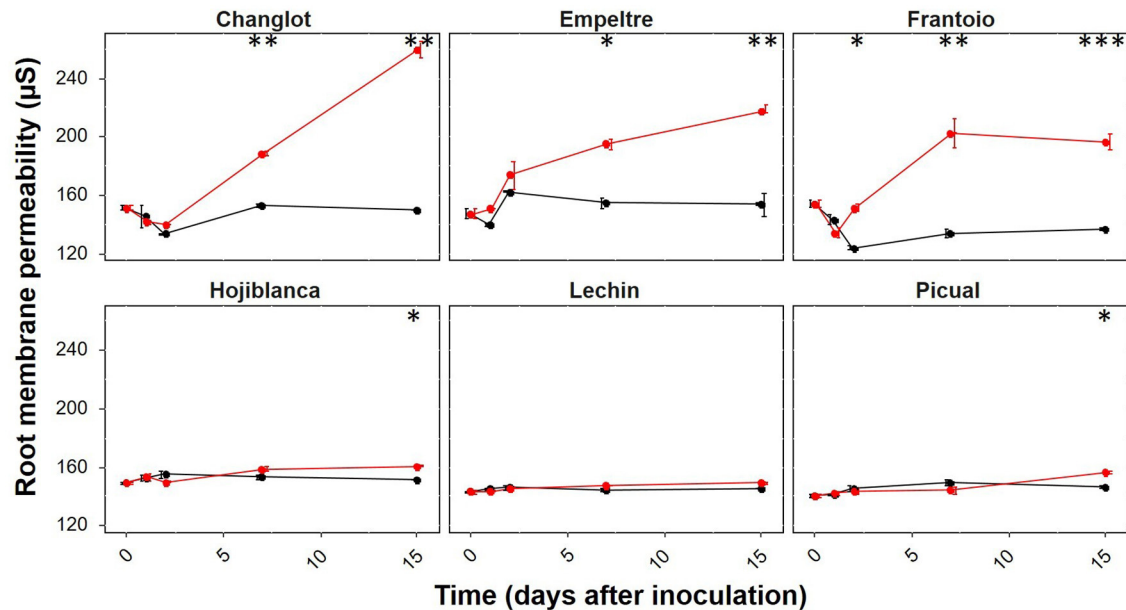 Changlot Empeltre Frantoio
** ** * ** * ** ***
240
200
160
120
Hojiblanca Lechin Picual
* *
240
200
160
120
0 5 10 15 0 5 10 15 0 5 10 15
Root membrane permeability (µS)
Time (days after inoculation)